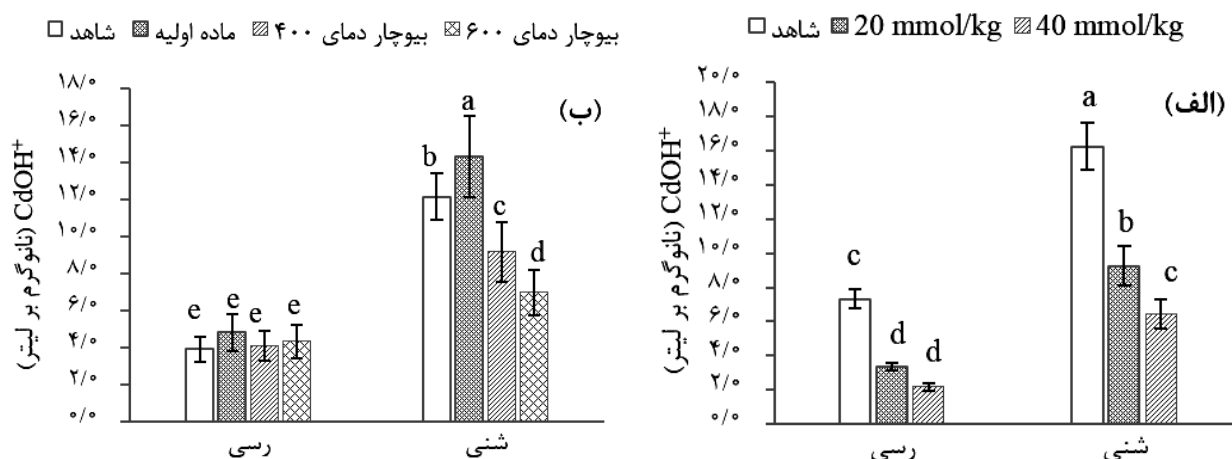 شاهد 20 mmol/kg 40 mmol/kg
(الف)
CdOH+ (نانوگرم بر لیتر)
۲۰/۰
۱۸/۰
۱۶/۰
۱۴/۰
۱۲/۰
۱۰/۰
۸/۰
۶/۰
۴/۰
۲/۰
۰/۰
c
d
d
a
b
c
رسی
شنی
شاهد ماده اولیه بیوچار دمای ۴۰۰ بیوچار دمای ۶۰۰
(ب)
CdOH+ (نانوگرم بر لیتر)
۱۸/۰
۱۶/۰
۱۴/۰
۱۲/۰
۱۰/۰
۸/۰
۶/۰
۴/۰
۲/۰
۰/۰
e
e
e
e
b
a
c
d
رسی
شنی